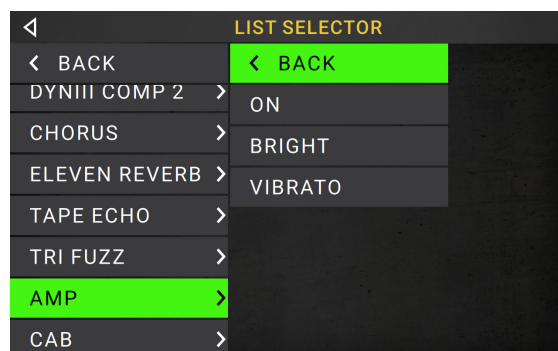 LIST SELECTOR
BACK
DYNIII COMP 2
CHORUS
ELEVEN REVERB
TAPE ECHO
TRI FUZZ
AMP
CAB
BACK
ON
BRIGHT
VIBRATO